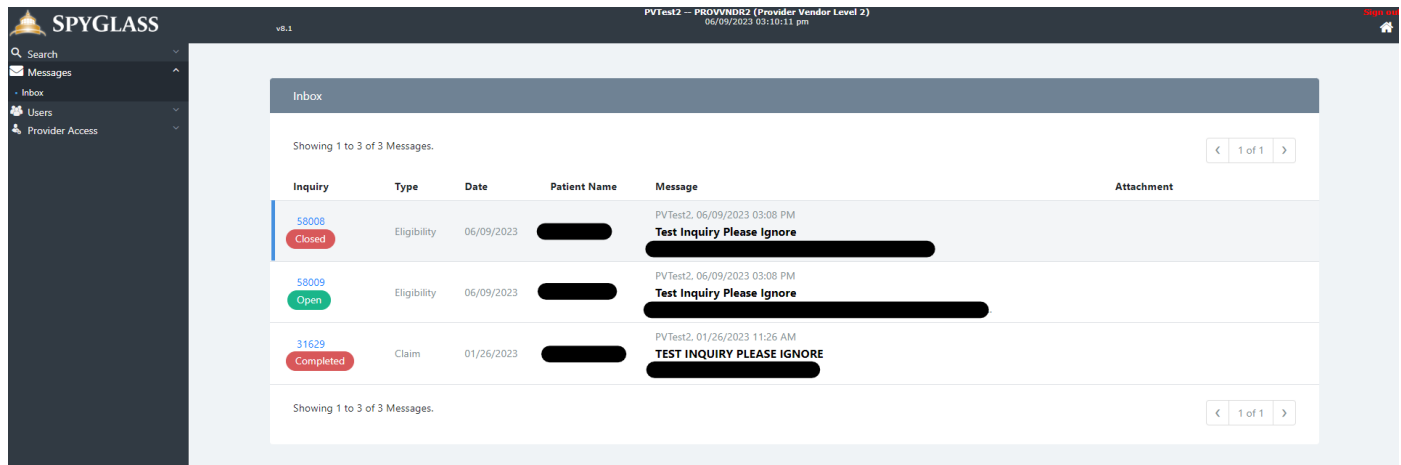 SPYGLASS
v8.1
PVTest2 -- PROVVNDR2 (Provider Vendor Level 2)
06/09/2023 03:10:11 pm
Sign out
Search
Messages
Inbox
Users
Provider Access
Inbox
Showing 1 to 3 of 3 Messages.
1 of 1
Inquiry Type Date Patient Name Message Attachment
58008
Closed
Eligibility 06/09/2023
PVTest2, 06/09/2023 03:08 PM
Test Inquiry Please Ignore
58009
Open
Eligibility 06/09/2023
PVTest2, 06/09/2023 03:08 PM
Test Inquiry Please Ignore
31629
Completed
Claim 01/26/2023
PVTest2, 01/26/2023 11:26 AM
TEST INQUIRY PLEASE IGNORE
Showing 1 to 3 of 3 Messages.
1 of 1